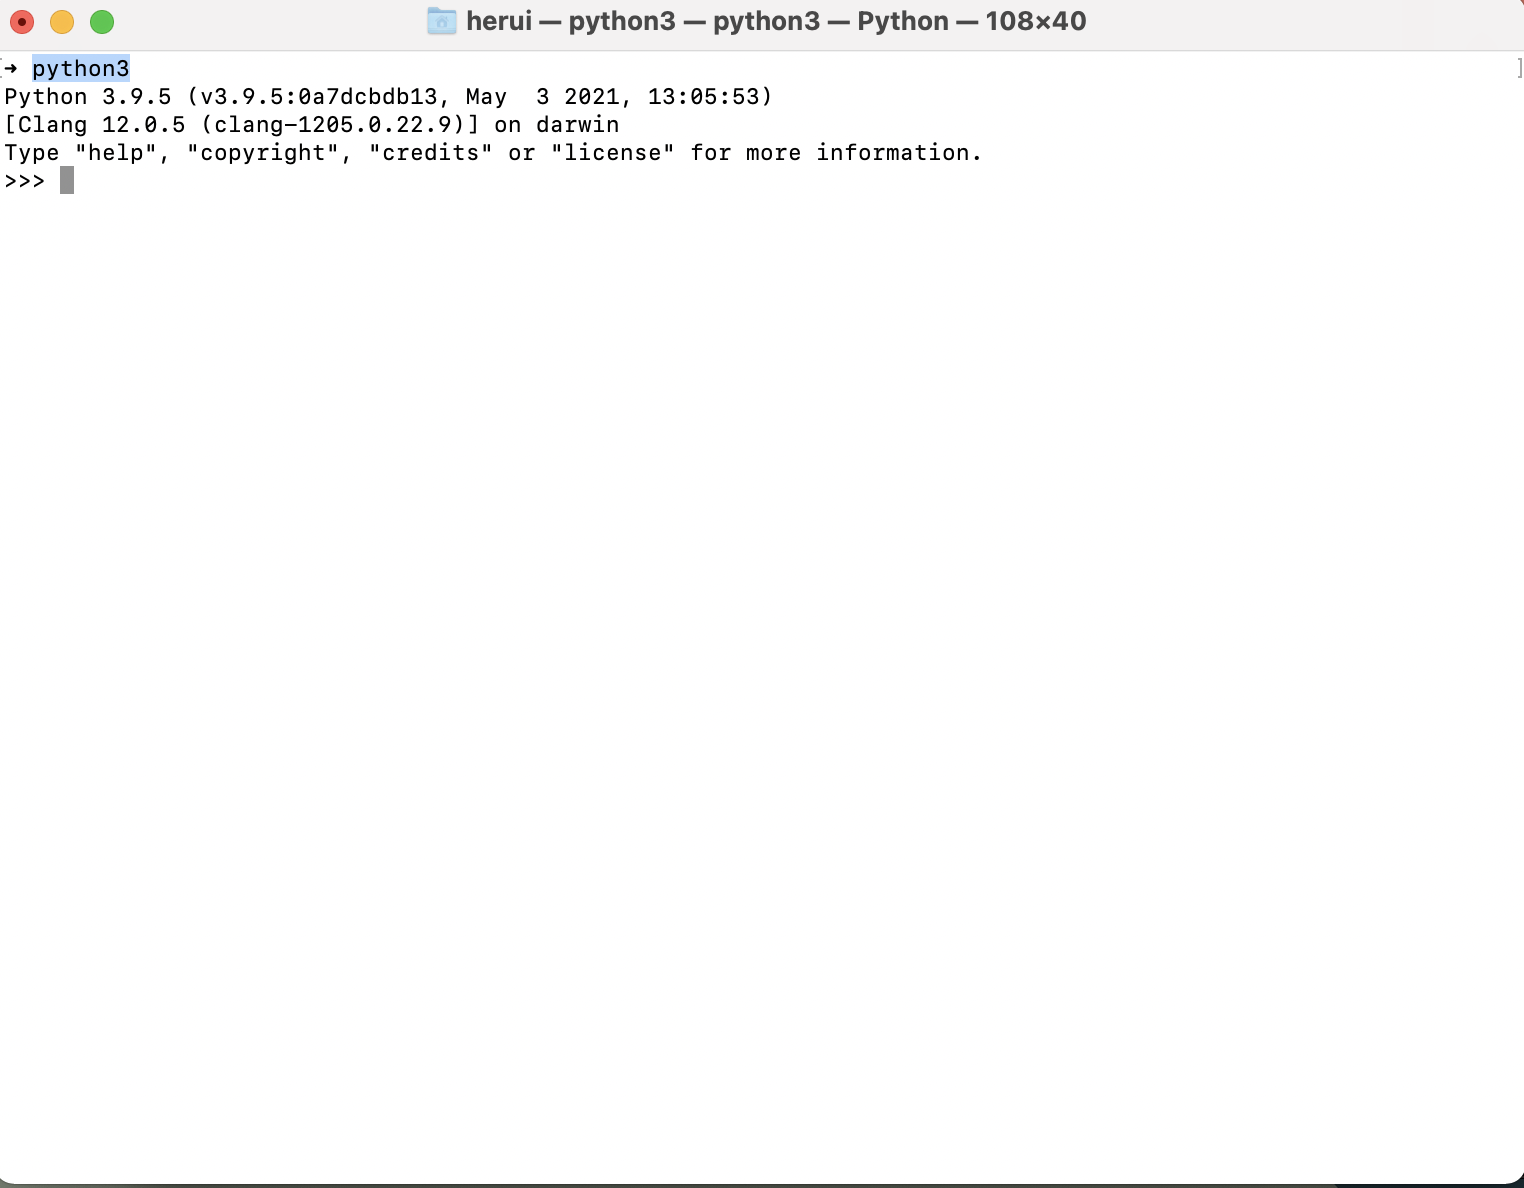 herui — python3 — python3 — Python — 108×40
[➜ python3 ]
Python 3.9.5 (v3.9.5:0a7dcbdb13, May  3 2021, 13:05:53)
[Clang 12.0.5 (clang-1205.0.22.9)] on darwin
Type "help", "copyright", "credits" or "license" for more information.
>>>